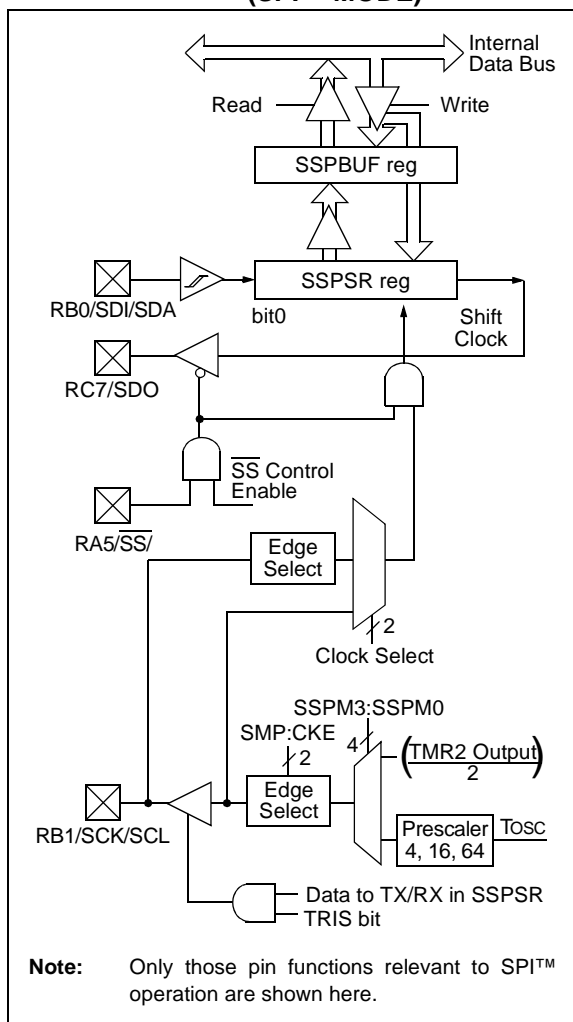 (SPI™ MODE)
Internal
Data Bus
Read
Write
SSPBUF reg
SSPSR reg
RB0/SDI/SDA
bit0
Shift
Clock
RC7/SDO
SS Control
Enable
RA5/SS/
Edge
Select
2
Clock Select
SSPM3:SSPM0
SMP:CKE
4
2
(TMR2 Output)
2
Edge
Select
Prescaler
4, 16, 64
TOSC
RB1/SCK/SCL
Data to TX/RX in SSPSR
TRIS bit
Note: Only those pin functions relevant to SPI™
operation are shown here.